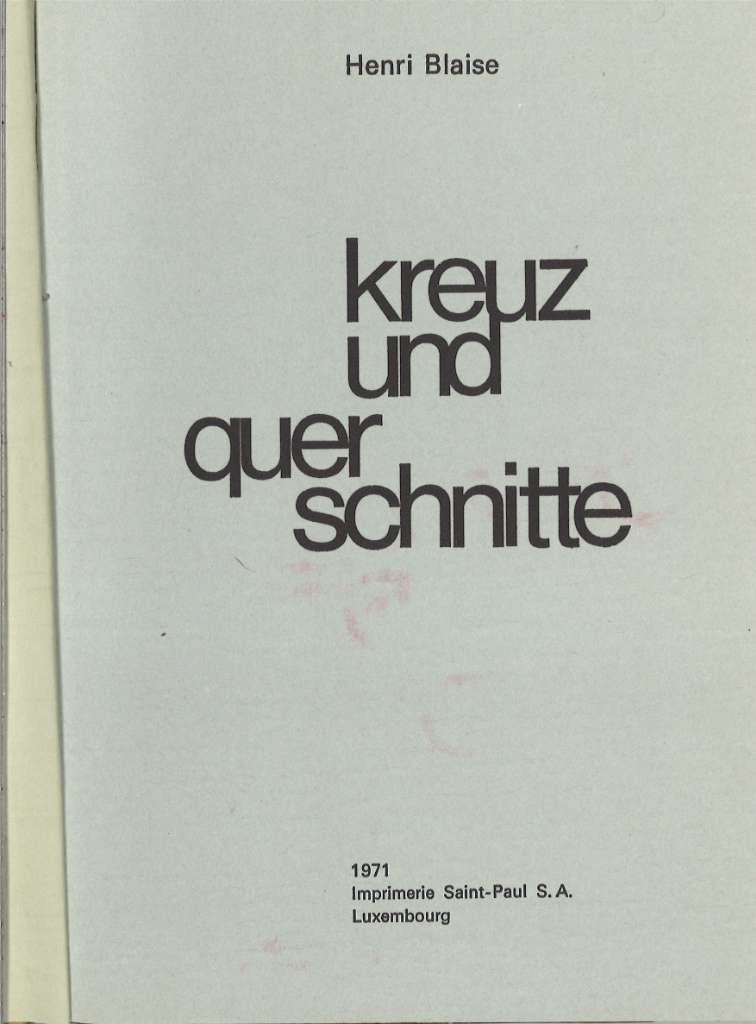 Henri Blaise
kreuz
und
quer
schnitte
1971
Imprimerie Saint-Paul S.A.
Luxembourg